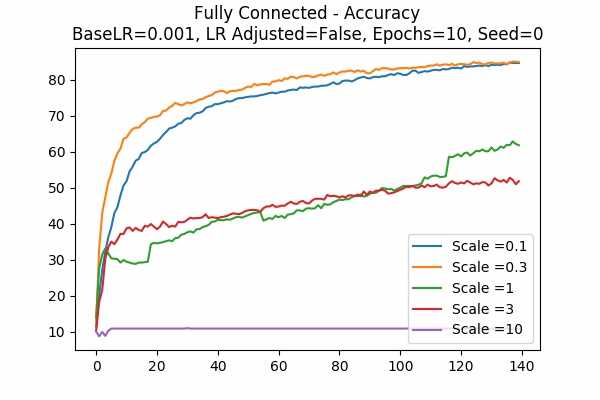 Fully Connected - Accuracy
BaseLR=0.001, LR Adjusted=False, Epochs=10, Seed=0
80
70
60
50
40
30
20
10
Scale =0.1
Scale =0.3
Scale =1
Scale =3
Scale =10
0 20 40 60 80 100 120 140